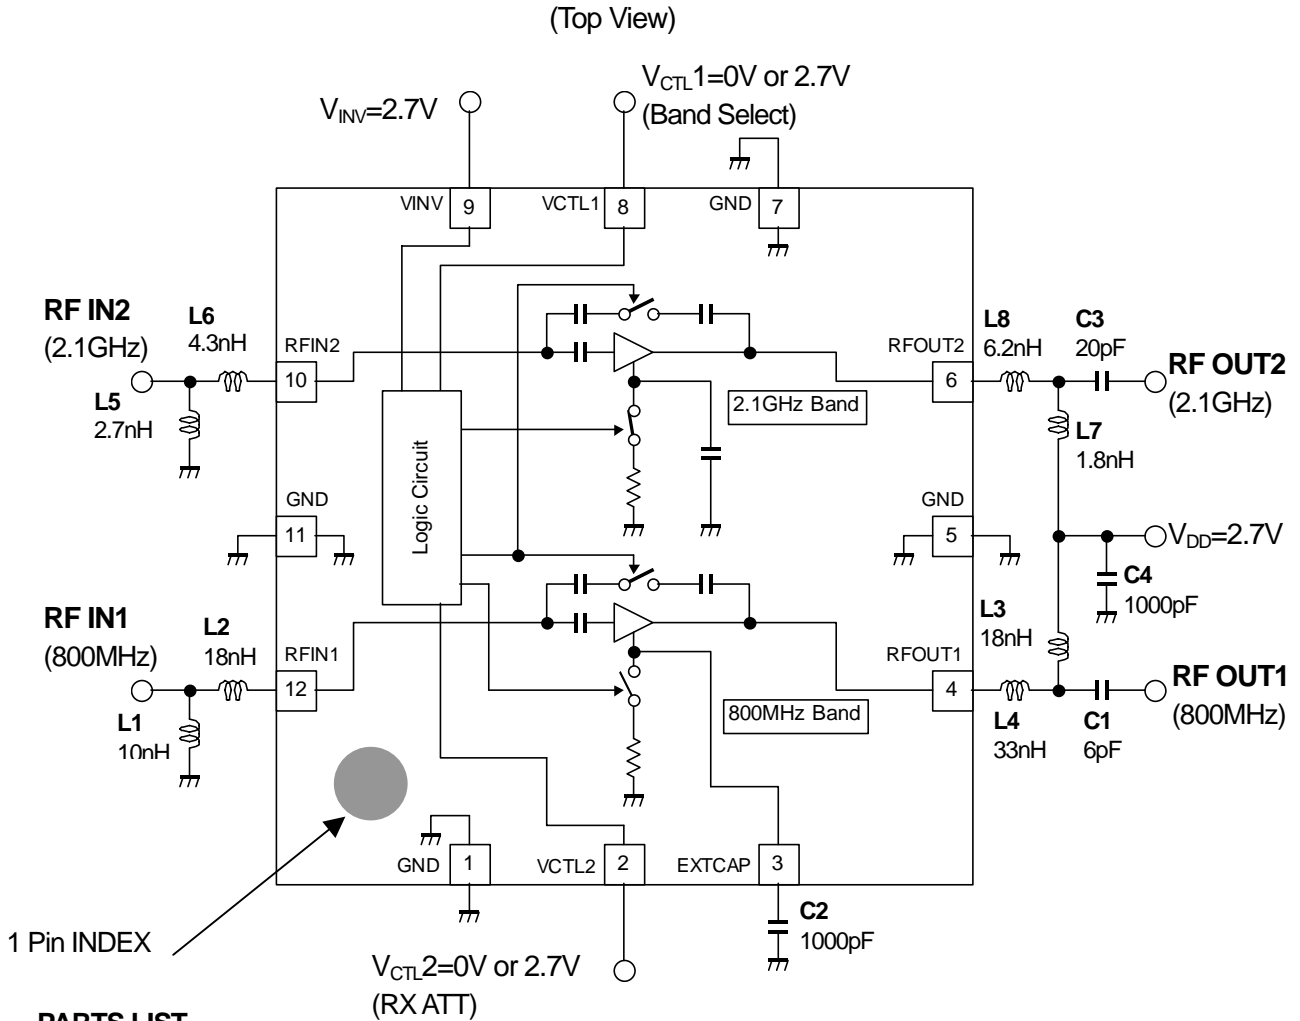 (Top View)
VCTL1=0V or 2.7V
(Band Select)
VINV=2.7V
VINV
9
VCTL1
8
GND
7
RF IN2
(2.1GHz)
L6
4.3nH
RFIN2
10
L5
2.7nH
RFOUT2
6
L8
6.2nH
C3
20pF
RF OUT2
(2.1GHz)
2.1GHz Band
L7
1.8nH
Logic Circuit
GND
11
GND
5
VDD=2.7V
C4
1000pF
RF IN1
(800MHz)
L2
18nH
RFIN1
12
L1
10nH
L3
18nH
RFOUT1
4
RF OUT1
(800MHz)
800MHz Band
L4
33nH
C1
6pF
GND
1
VCTL2
2
EXTCAP
3
C2
1000pF
1 Pin INDEX
VCTL2=0V or 2.7V
(RX ATT)
PARTS LIST